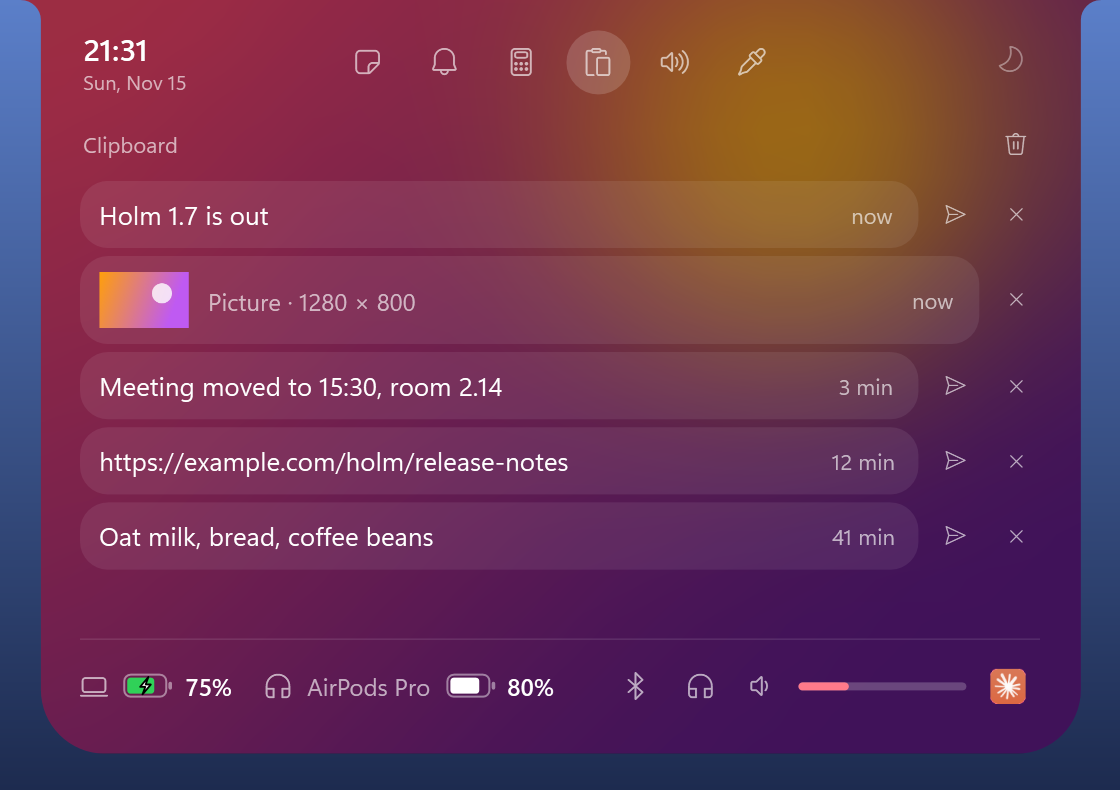 21:31
Sun, Nov 15
Clipboard
Holm 1.7 is out now
Picture · 1280 × 800 now
Meeting moved to 15:30, room 2.14 3 min
https://example.com/holm/release-notes 12 min
Oat milk, bread, coffee beans 41 min
75% AirPods Pro 80%